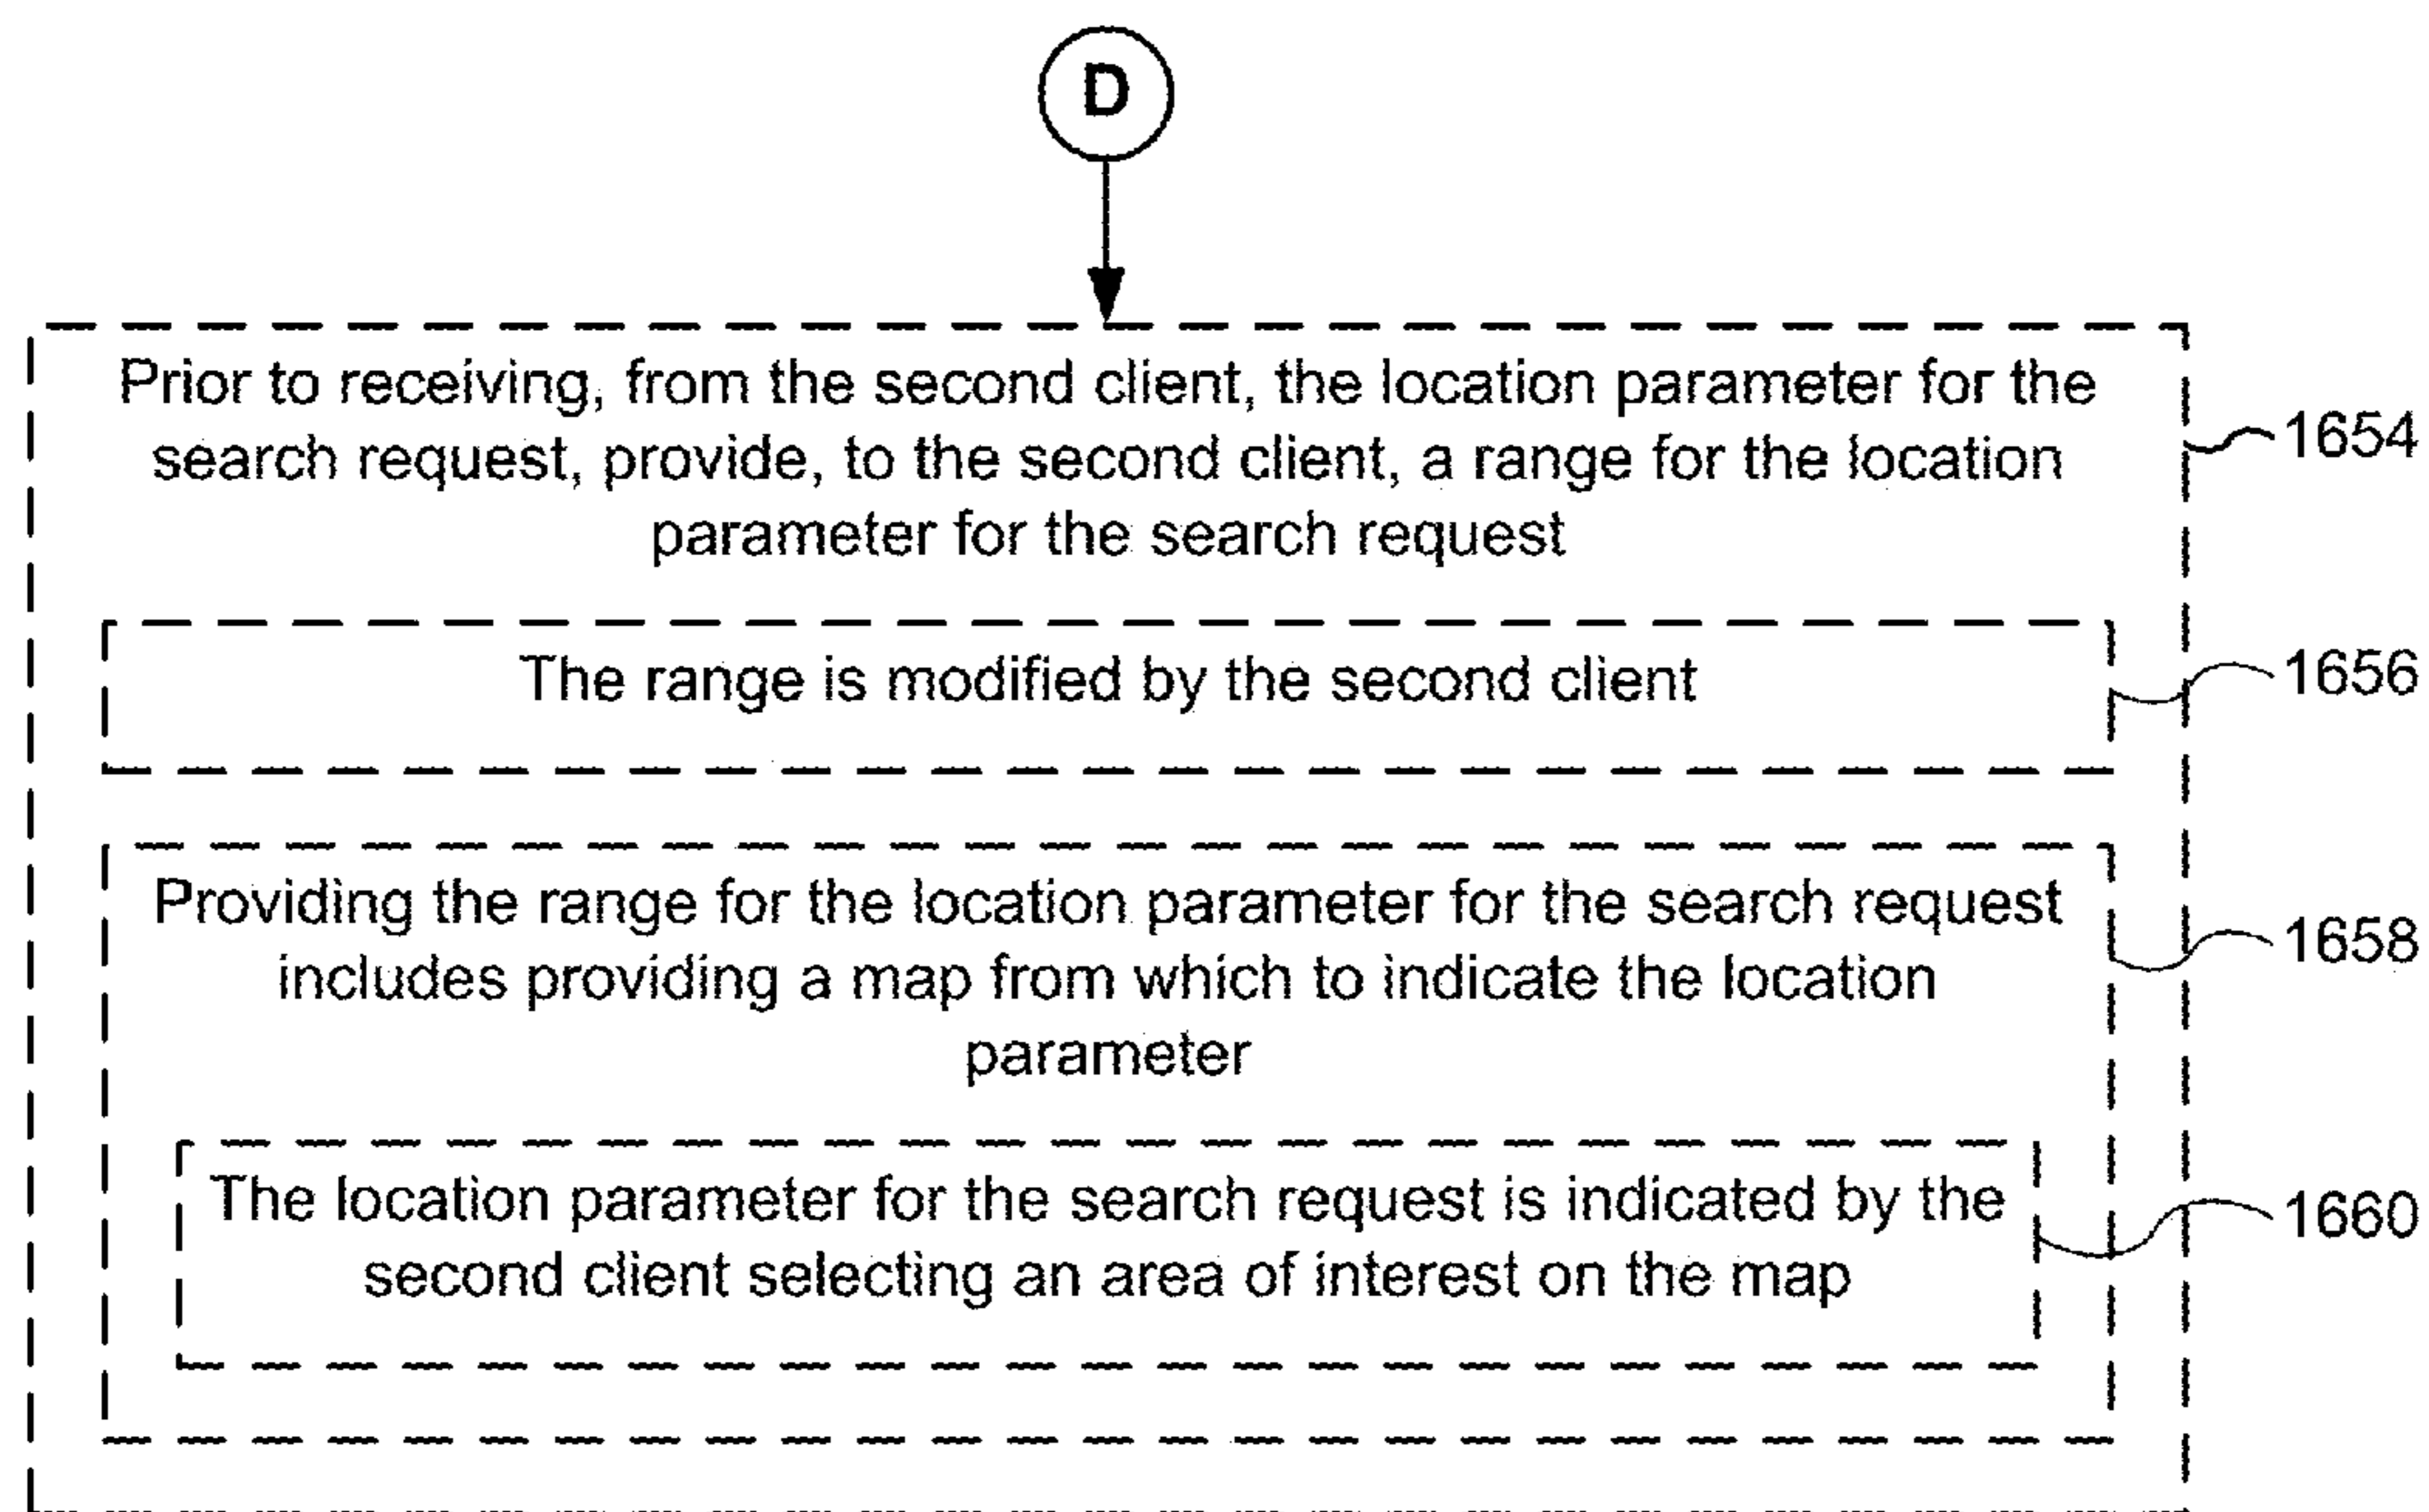 D
Prior to receiving, from the second client, the location parameter for the
search request, provide, to the second client, a range for the location
parameter for the search request
1654
The range is modified by the second client
1656
Providing the range for the location parameter for the search request
includes providing a map from which to indicate the location
parameter
1658
The location parameter for the search request is indicated by the
second client selecting an area of interest on the map
1660